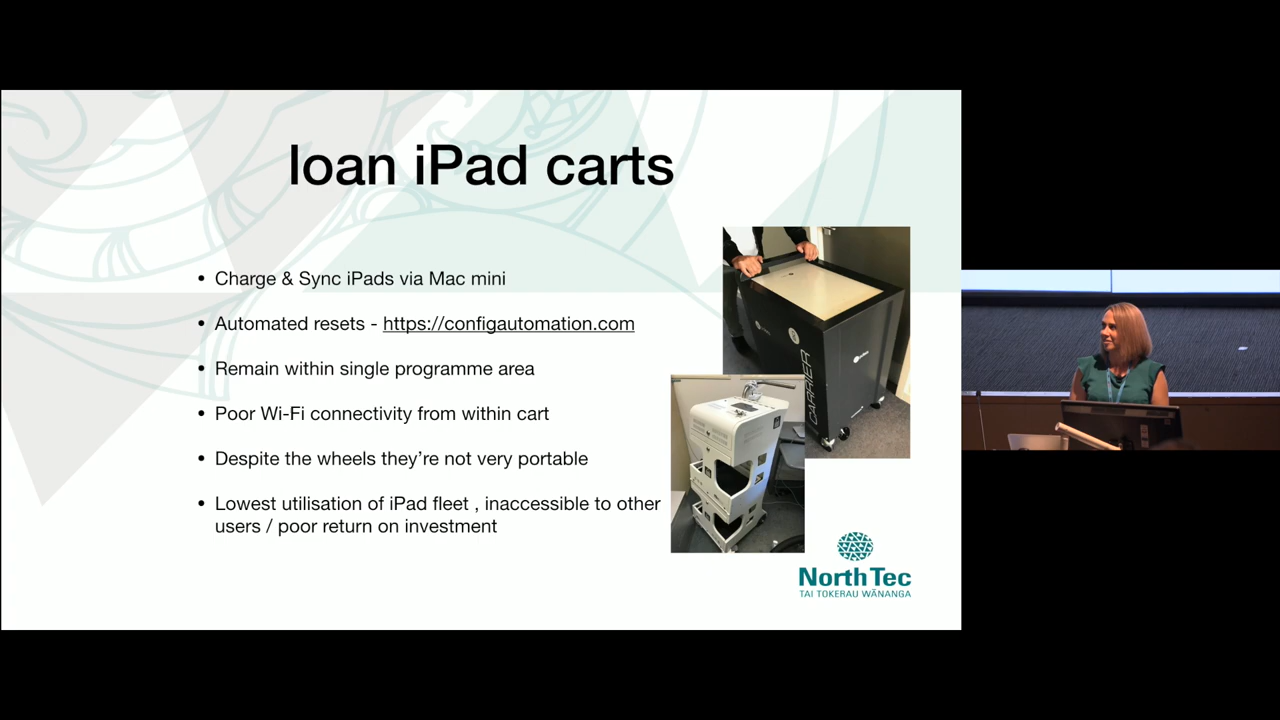 loan iPad carts
• Charge & Sync iPads via Mac mini
• Automated resets - https://configautomation.com
• Remain within single programme area
• Poor Wi-Fi connectivity from within cart
• Despite the wheels they’re not very portable
• Lowest utilisation of iPad fleet , inaccessible to other
users / poor return on investment
CARRIER
NorthTec
TAI TOKERAU WĀNANGA